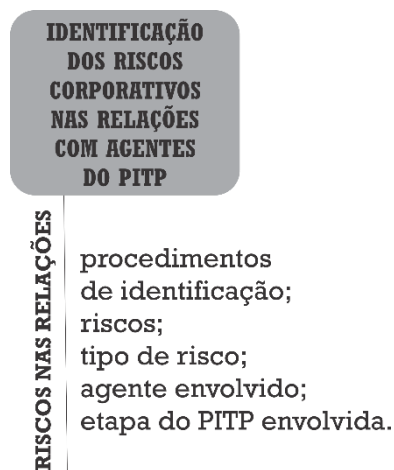 IDENTIFICAÇÃO
DOS RISCOS
CORPORATIVOS
NAS RELAÇÕES
COM AGENTES
DO PITP
RISCOS NAS RELAÇÕES
procedimentos
de identificação;
riscos;
tipo de risco;
agente envolvido;
etapa do PITP envolvida.